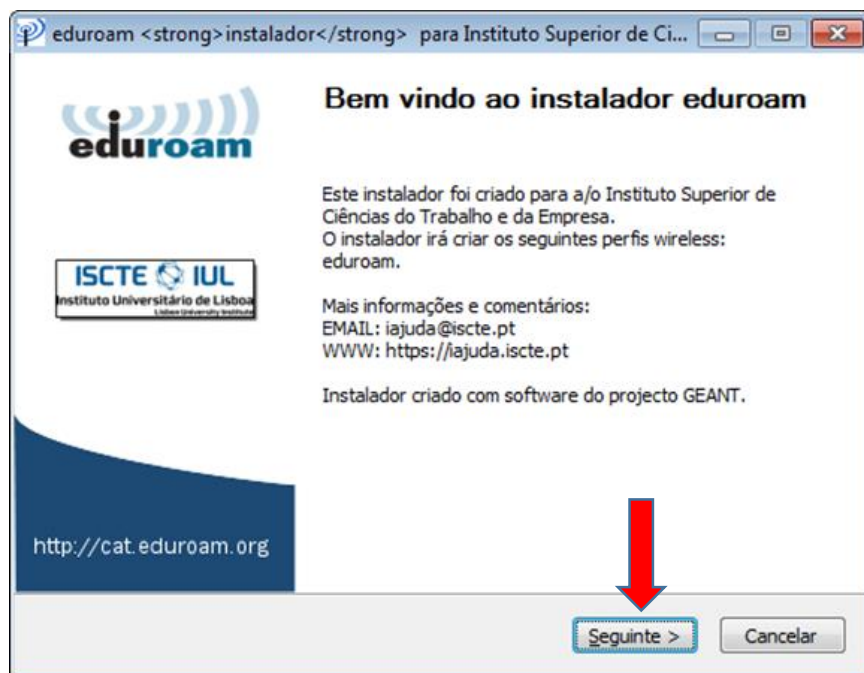 eduroam <strong>instalador</strong> para Instituto Superior de Ci...
eduroam
Bem vindo ao instalador eduroam
Este instalador foi criado para a/o Instituto Superior de
Ciências do Trabalho e da Empresa.
O instalador irá criar os seguintes perfis wireless:
eduroam.
ISCTE IUL
Instituto Universitário de Lisboa
Lisbon University Institute
Mais informações e comentários:
EMAIL: iajuda@iscte.pt
WWW: https://iajuda.iscte.pt
Instalador criado com software do projecto GEANT.
http://cat.eduroam.org
Seguinte >
Cancelar